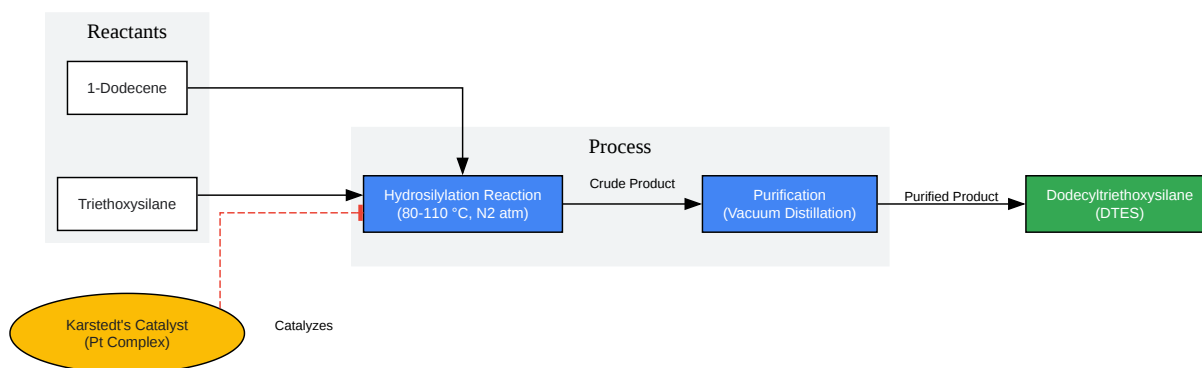 Reactants
1-Dodecene
Process
Triethoxysilane
Hydrosilylation Reaction
(80-110 °C, N2 atm)
Crude Product
Purification
(Vacuum Distillation)
Purified Product
Dodecyltriethoxysilane
(DTES)
Karstedt's Catalyst
(Pt Complex)
Catalyzes